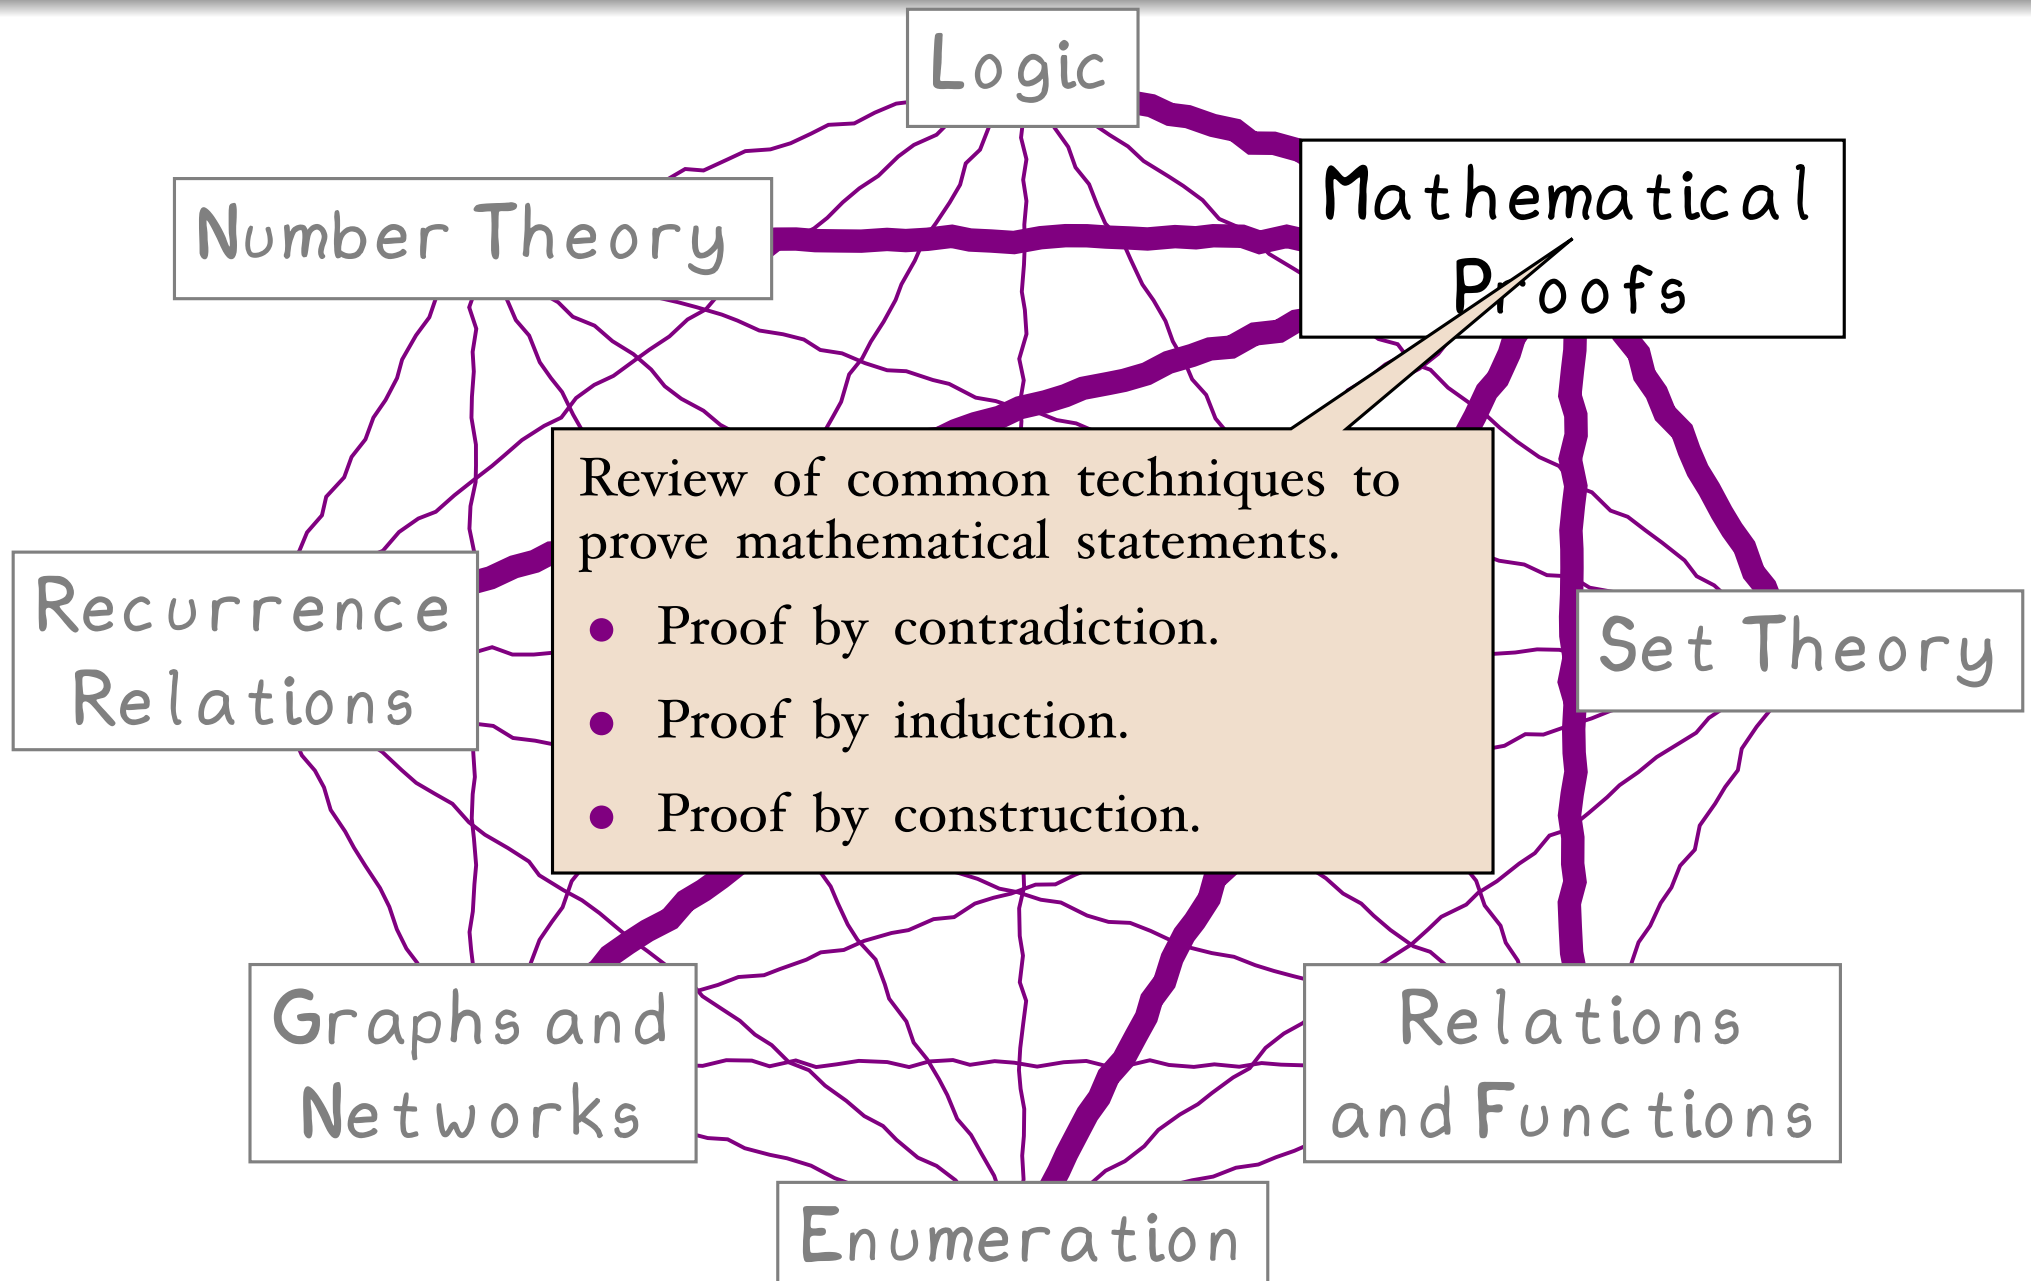 Logic
Mathematical
Proofs
Number Theory
Review of common techniques to
prove mathematical statements.
● Proof by contradiction.
● Proof by induction.
● Proof by construction.
Recurrence
Relations
Set Theory
Graphs and
Networks
Relations
and Functions
Enumeration